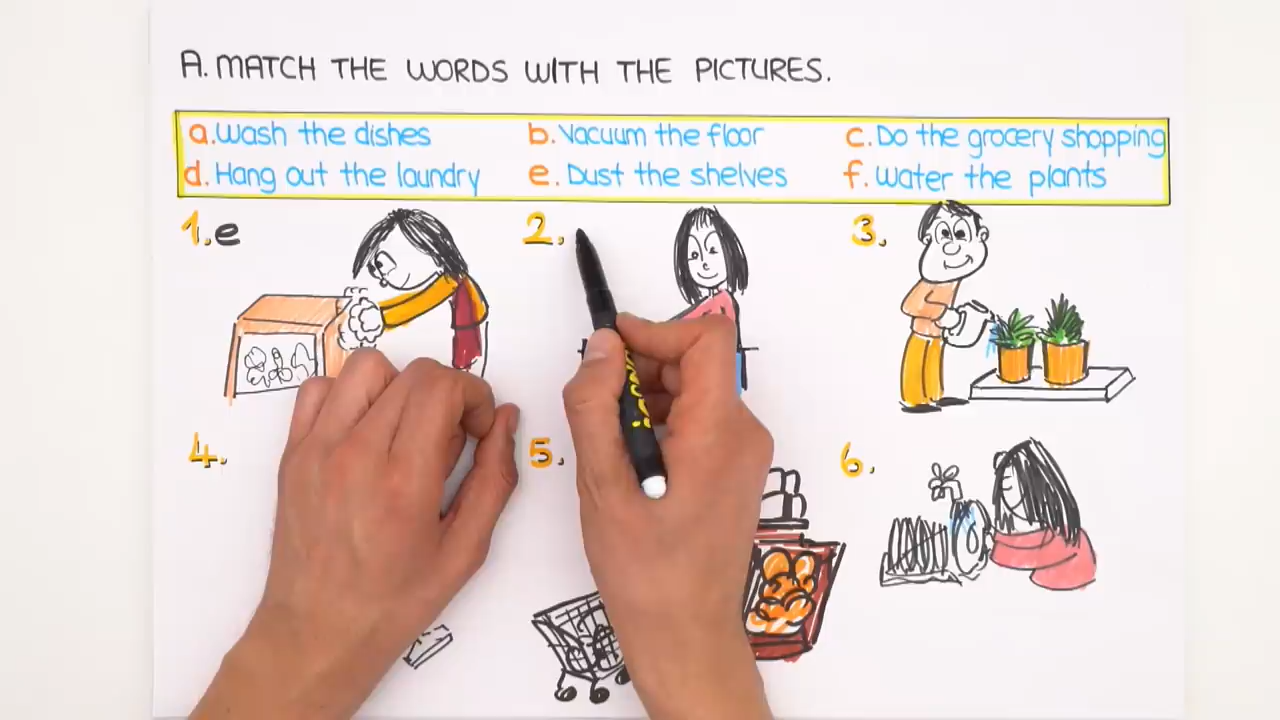 A. MATCH THE WORDS WITH THE PICTURES.
a. Wash the dishes b. Vacuum the floor c. Do the grocery shopping
d. Hang out the laundry e. Dust the shelves f. Water the plants
1. e 2. 3.
4. 5. 6.